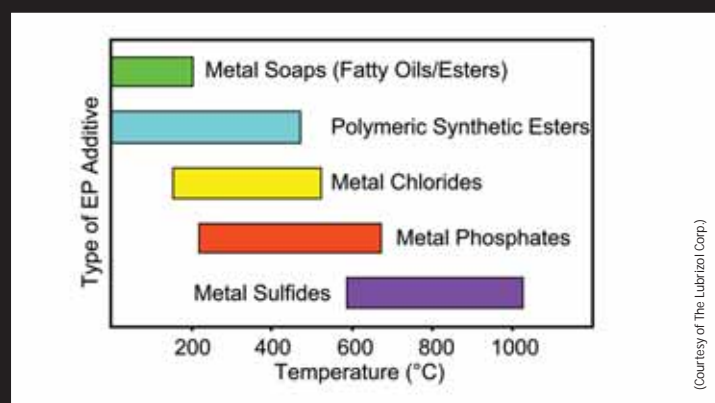 Metal Soaps (Fatty Oils/Esters)
Polymeric Synthetic Esters
Metal Chlorides
Metal Phosphates
Metal Sulfides
Type of EP Additive
200 400 600 800 1000
Temperature (°C)
(Courtesy of The Lubrizol Corp.)